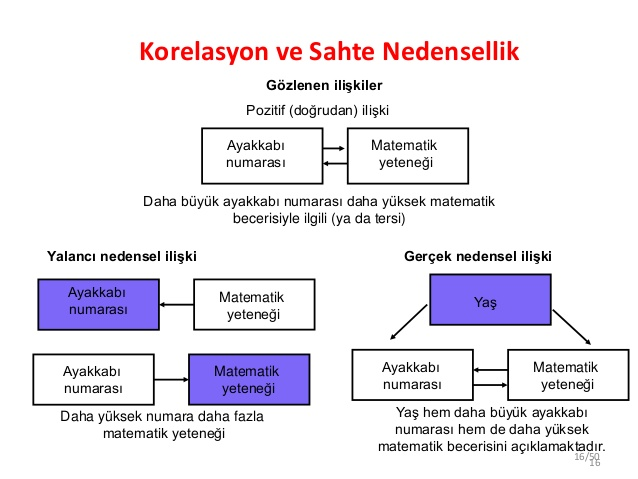 Korelasyon ve Sahte Nedensellik
Gözlenen ilişkiler
Pozitif (doğrudan) ilişki
Ayakkabı
numarası
Matematik
yeteneği
Daha büyük ayakkabı numarası daha yüksek matematik
becerisiyle ilgili (ya da tersi)
Yalancı nedensel ilişki
Ayakkabı
numarası
Matematik
yeteneği
Ayakkabı
numarası
Matematik
yeteneği
Daha yüksek numara daha fazla
matematik yeteneği
Gerçek nedensel ilişki
Yaş
Ayakkabı
numarası
Matematik
yeteneği
Yaş hem daha büyük ayakkabı
numarası hem de daha yüksek
matematik becerisini açıklamaktadır.
16/50
16